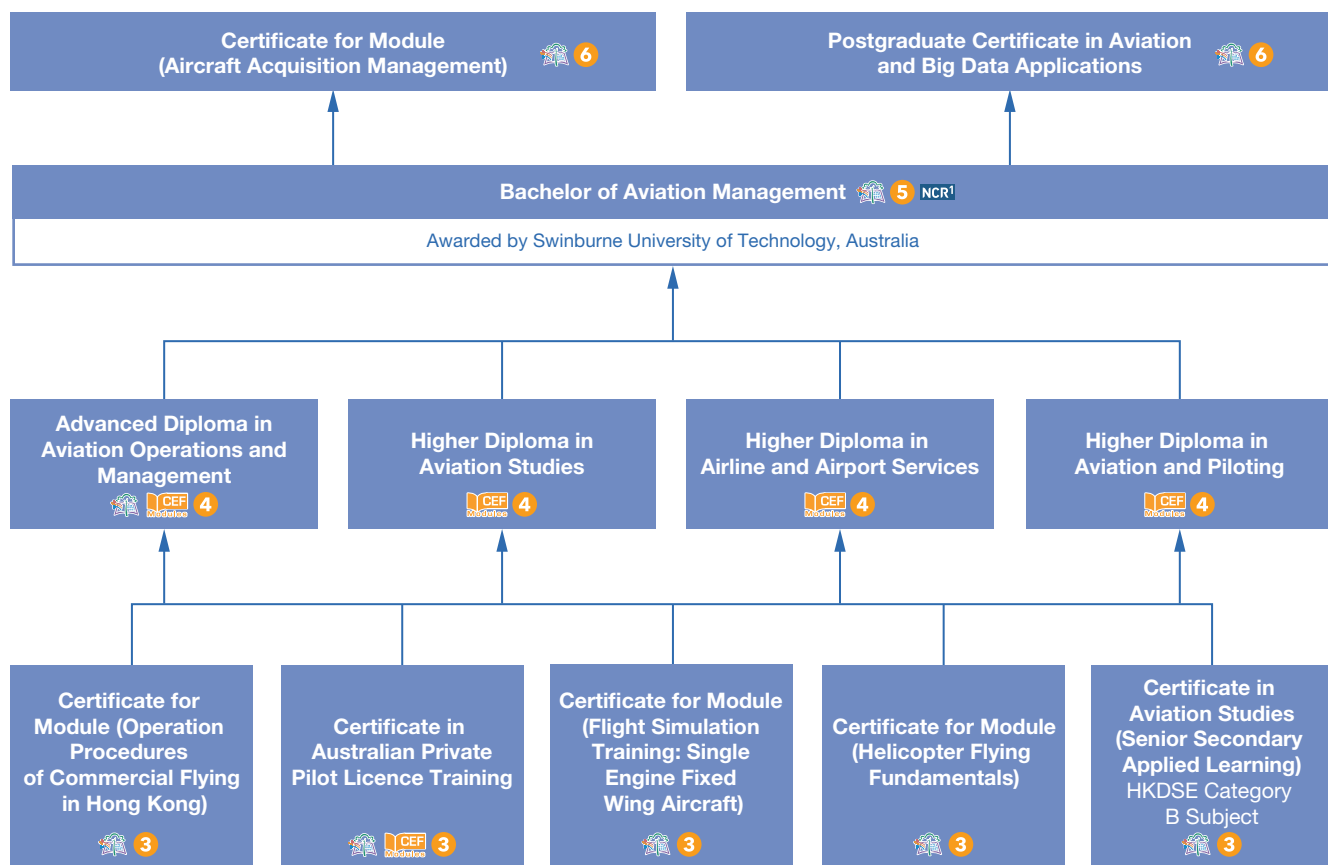 Certificate for Module
(Aircraft Acquisition Management) 6
Postgraduate Certificate in Aviation
and Big Data Applications 6
Bachelor of Aviation Management 5 NCR¹
Awarded by Swinburne University of Technology, Australia
Advanced Diploma in
Aviation Operations and
Management
CEF Modules 4
Higher Diploma in
Aviation Studies
CEF Modules 4
Higher Diploma in
Airline and Airport Services
CEF Modules 4
Higher Diploma in
Aviation and Piloting
CEF Modules 4
Certificate for
Module (Operation
Procedures
of Commercial Flying
in Hong Kong)
3
Certificate in
Australian Private
Pilot Licence Training
CEF Modules 3
Certificate for Module
(Flight Simulation
Training: Single
Engine Fixed
Wing Aircraft)
3
Certificate for Module
(Helicopter Flying
Fundamentals)
3
Certificate in
Aviation Studies
(Senior Secondary
Applied Learning)
HKDSE Category
B Subject
3